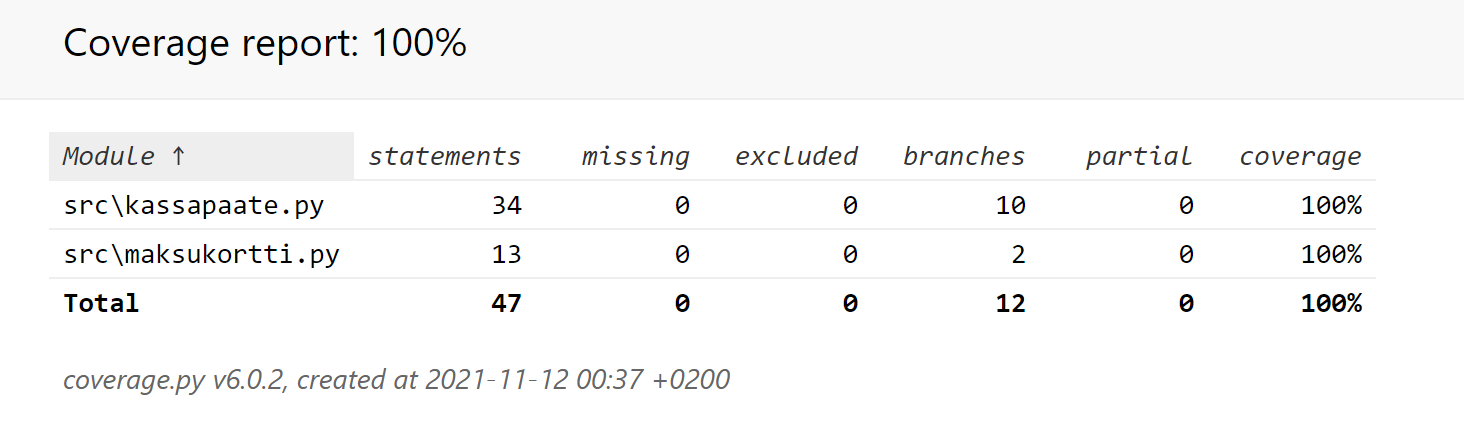 Coverage report: 100%
Module ↑ statements missing excluded branches partial coverage
src\kassapaate.py 34 0 0 10 0 100%
src\maksukortti.py 13 0 0 2 0 100%
Total 47 0 0 12 0 100%
coverage.py v6.0.2, created at 2021-11-12 00:37 +0200